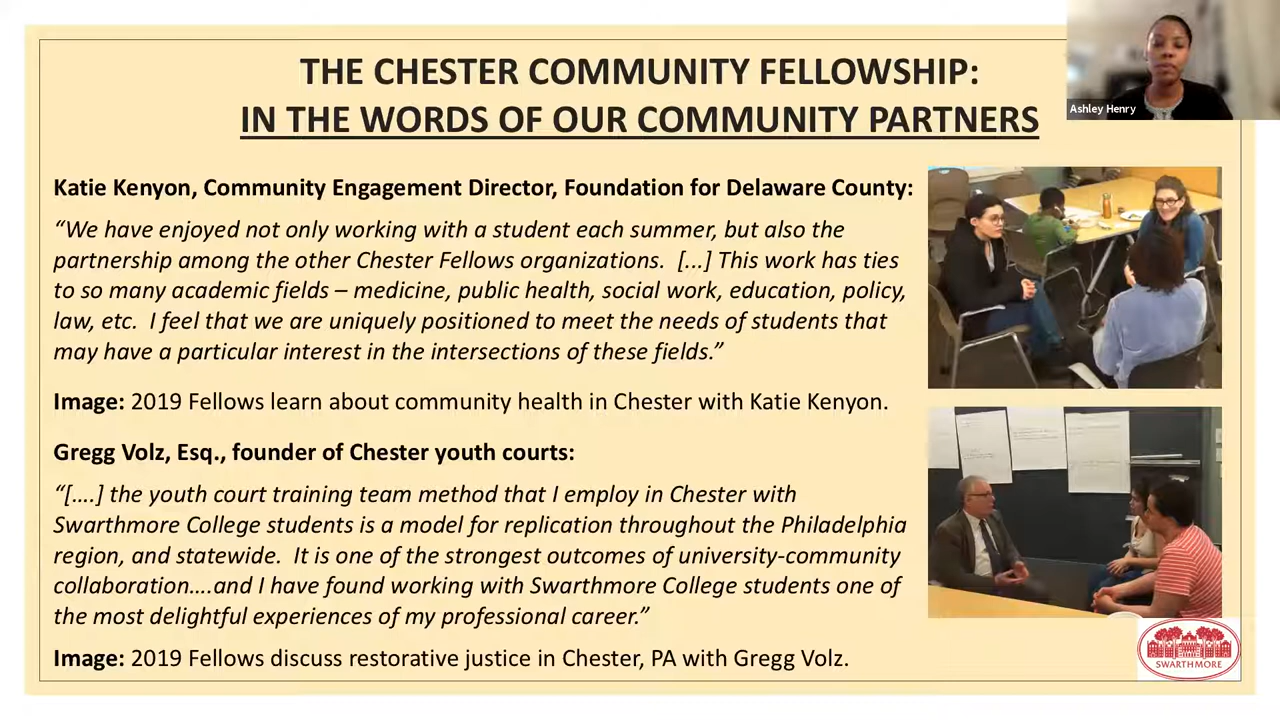 THE CHESTER COMMUNITY FELLOWSHIP:
IN THE WORDS OF OUR COMMUNITY PARTNERS
Ashley Henry
Katie Kenyon, Community Engagement Director, Foundation for Delaware County:
“We have enjoyed not only working with a student each summer, but also the
partnership among the other Chester Fellows organizations.  [...] This work has ties
to so many academic fields – medicine, public health, social work, education, policy,
law, etc.  I feel that we are uniquely positioned to meet the needs of students that
may have a particular interest in the intersections of these fields.”
Image: 2019 Fellows learn about community health in Chester with Katie Kenyon.
Gregg Volz, Esq., founder of Chester youth courts:
“[….] the youth court training team method that I employ in Chester with
Swarthmore College students is a model for replication throughout the Philadelphia
region, and statewide.  It is one of the strongest outcomes of university-community
collaboration….and I have found working with Swarthmore College students one of
the most delightful experiences of my professional career.”
Image: 2019 Fellows discuss restorative justice in Chester, PA with Gregg Volz.
SWARTHMORE